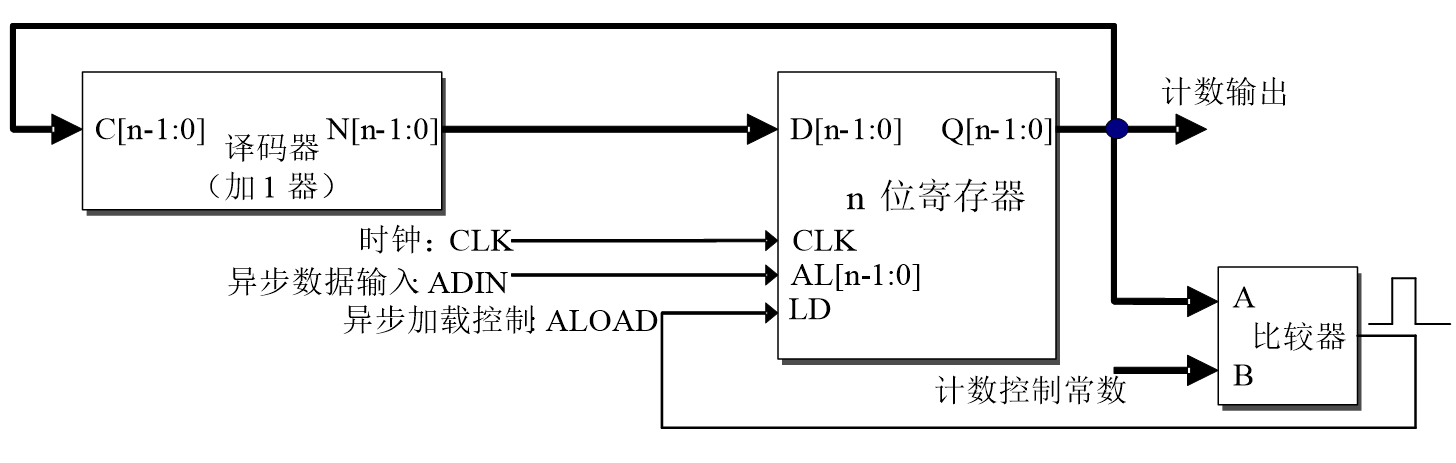 计数输出
C[n-1:0]
N[n-1:0]
译码器
（加1器）
D[n-1:0]
Q[n-1:0]
n 位寄存器
时钟：CLK
CLK
异步数据输入 ADIN
AL[n-1:0]
异步加载控制 ALOAD
LD
A
比较器
B
计数控制常数